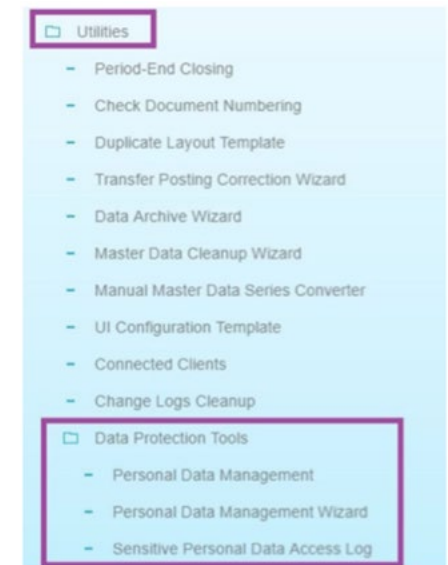 Utilities
Period-End Closing
Check Document Numbering
Duplicate Layout Template
Transfer Posting Correction Wizard
Data Archive Wizard
Master Data Cleanup Wizard
Manual Master Data Series Converter
UI Configuration Template
Connected Clients
Change Logs Cleanup
Data Protection Tools
Personal Data Management
Personal Data Management Wizard
Sensitive Personal Data Access Log